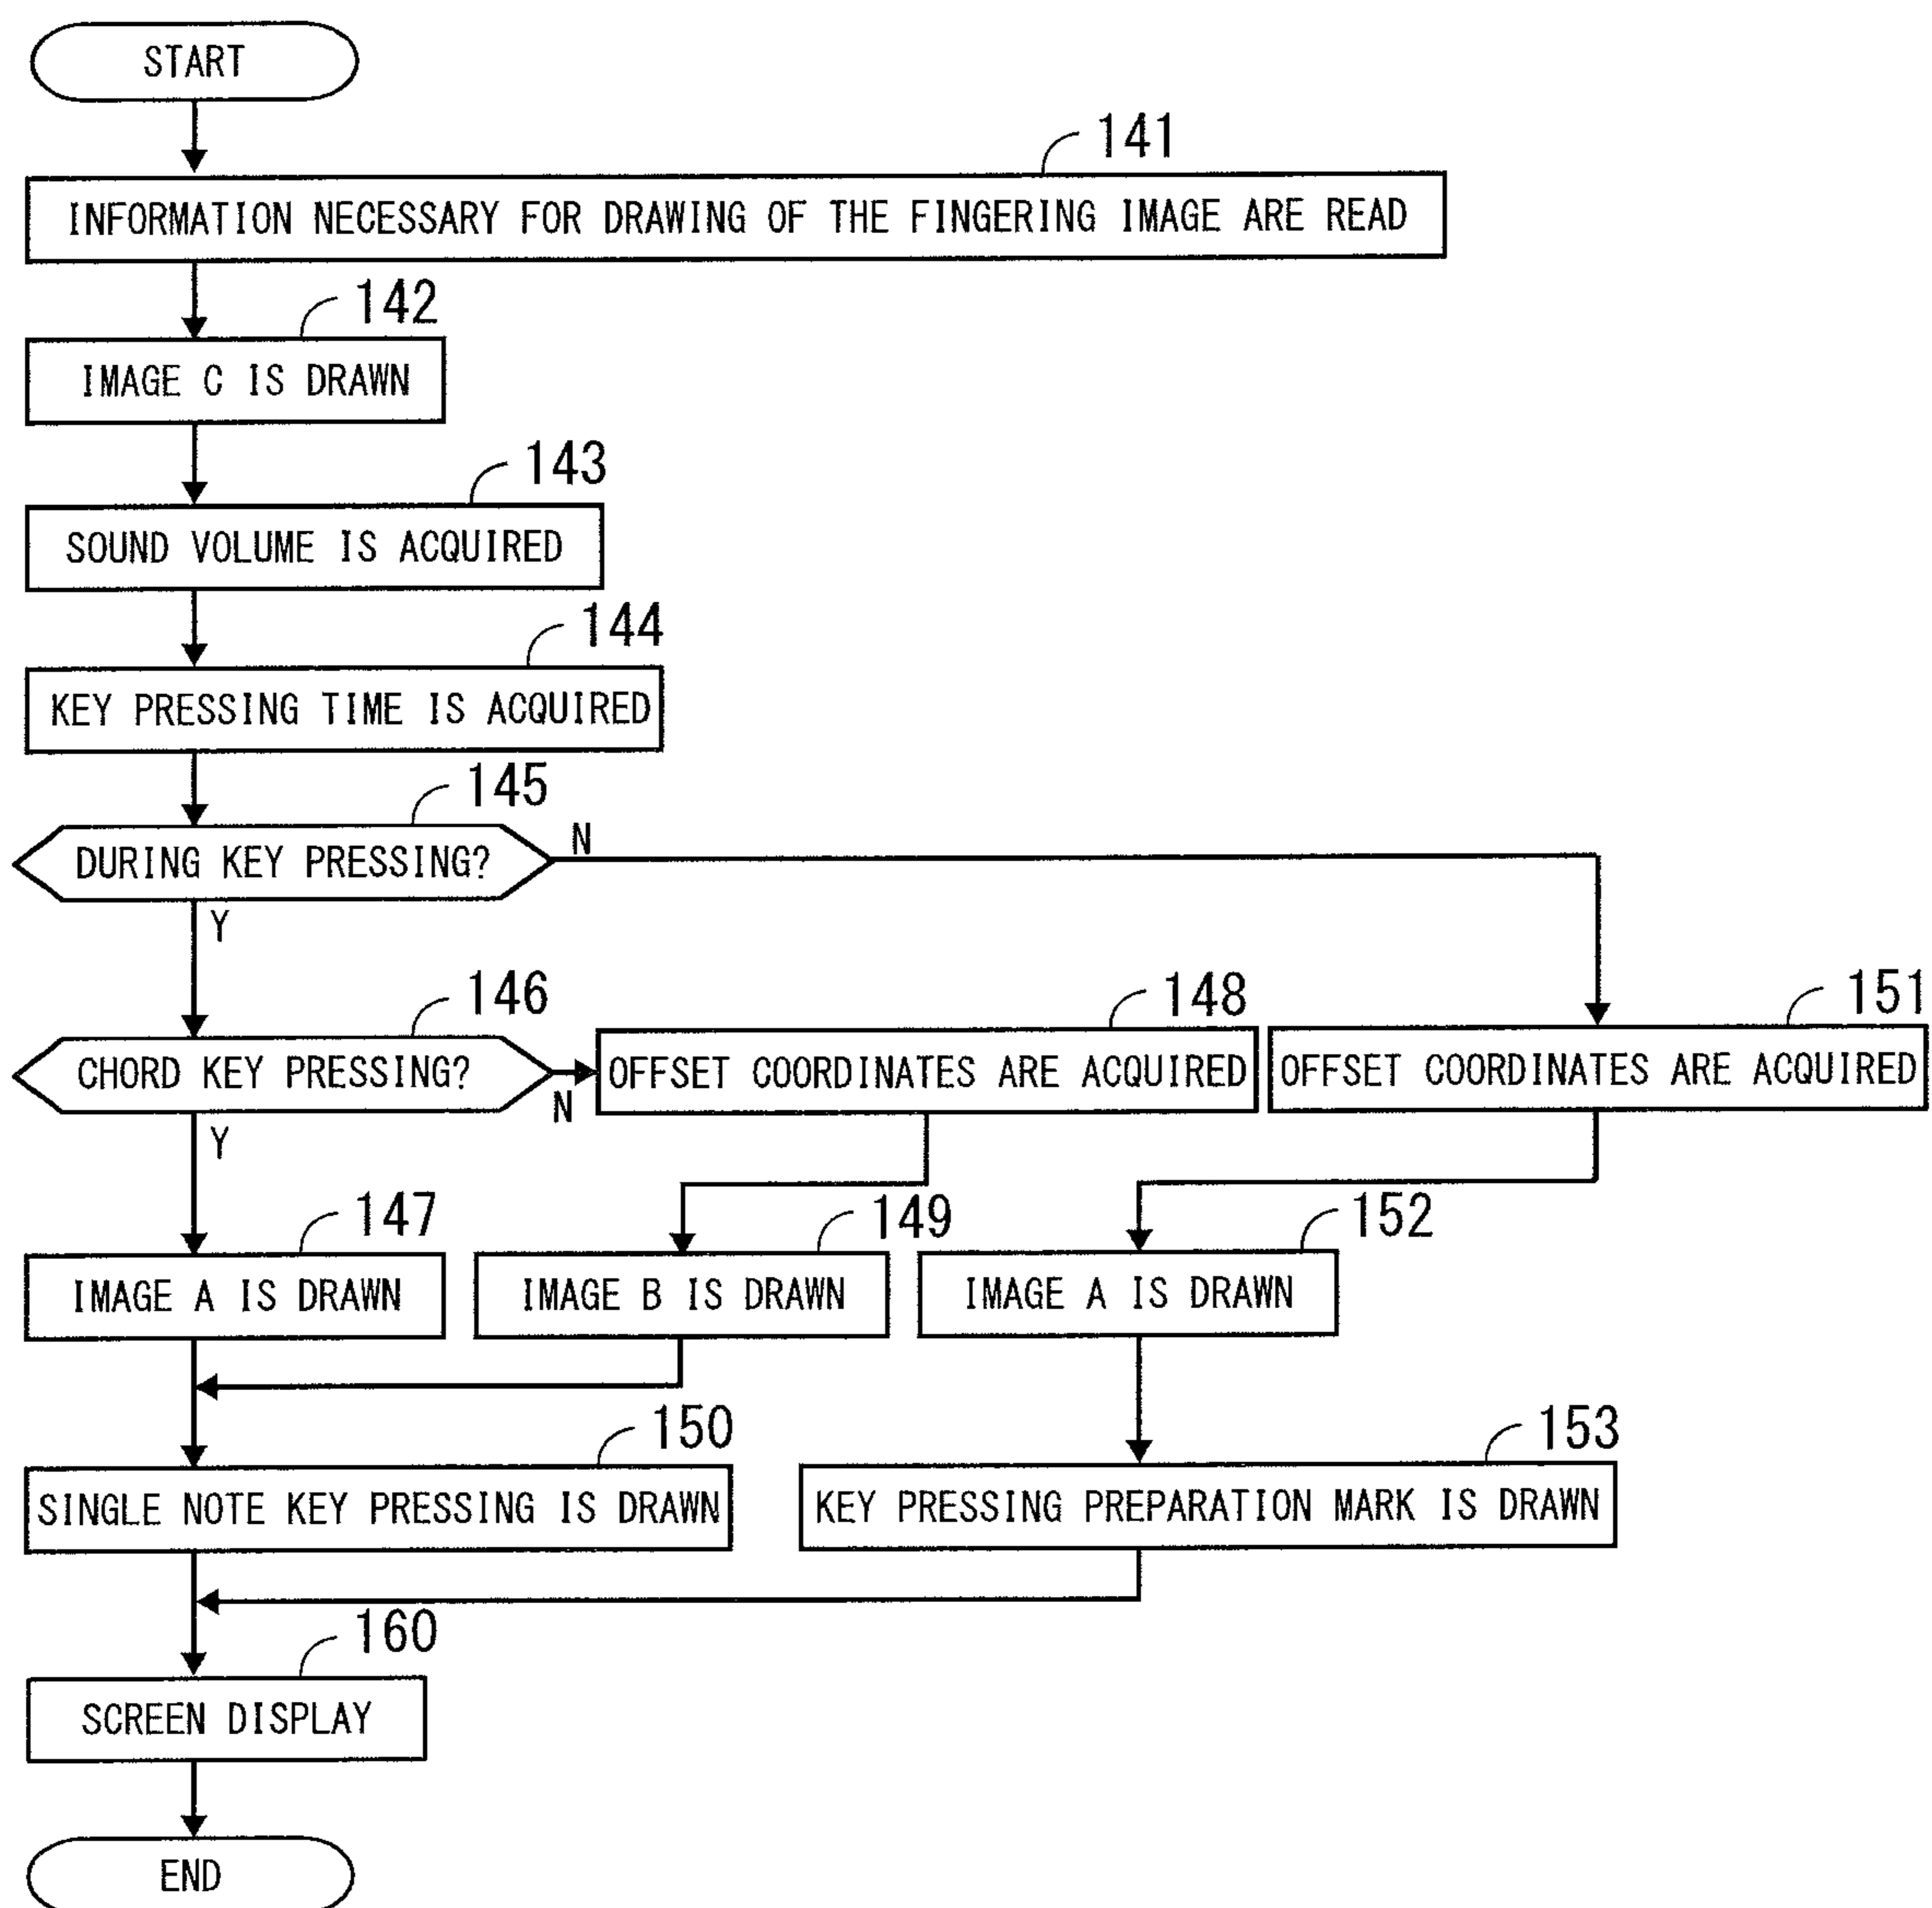 START
141
INFORMATION NECESSARY FOR DRAWING OF THE FINGERING IMAGE ARE READ
142
IMAGE C IS DRAWN
143
SOUND VOLUME IS ACQUIRED
144
KEY PRESSING TIME IS ACQUIRED
145
DURING KEY PRESSING?
N
Y
146
CHORD KEY PRESSING?
N
Y
148
OFFSET COORDINATES ARE ACQUIRED
151
OFFSET COORDINATES ARE ACQUIRED
147
IMAGE A IS DRAWN
149
IMAGE B IS DRAWN
152
IMAGE A IS DRAWN
150
SINGLE NOTE KEY PRESSING IS DRAWN
153
KEY PRESSING PREPARATION MARK IS DRAWN
160
SCREEN DISPLAY
END